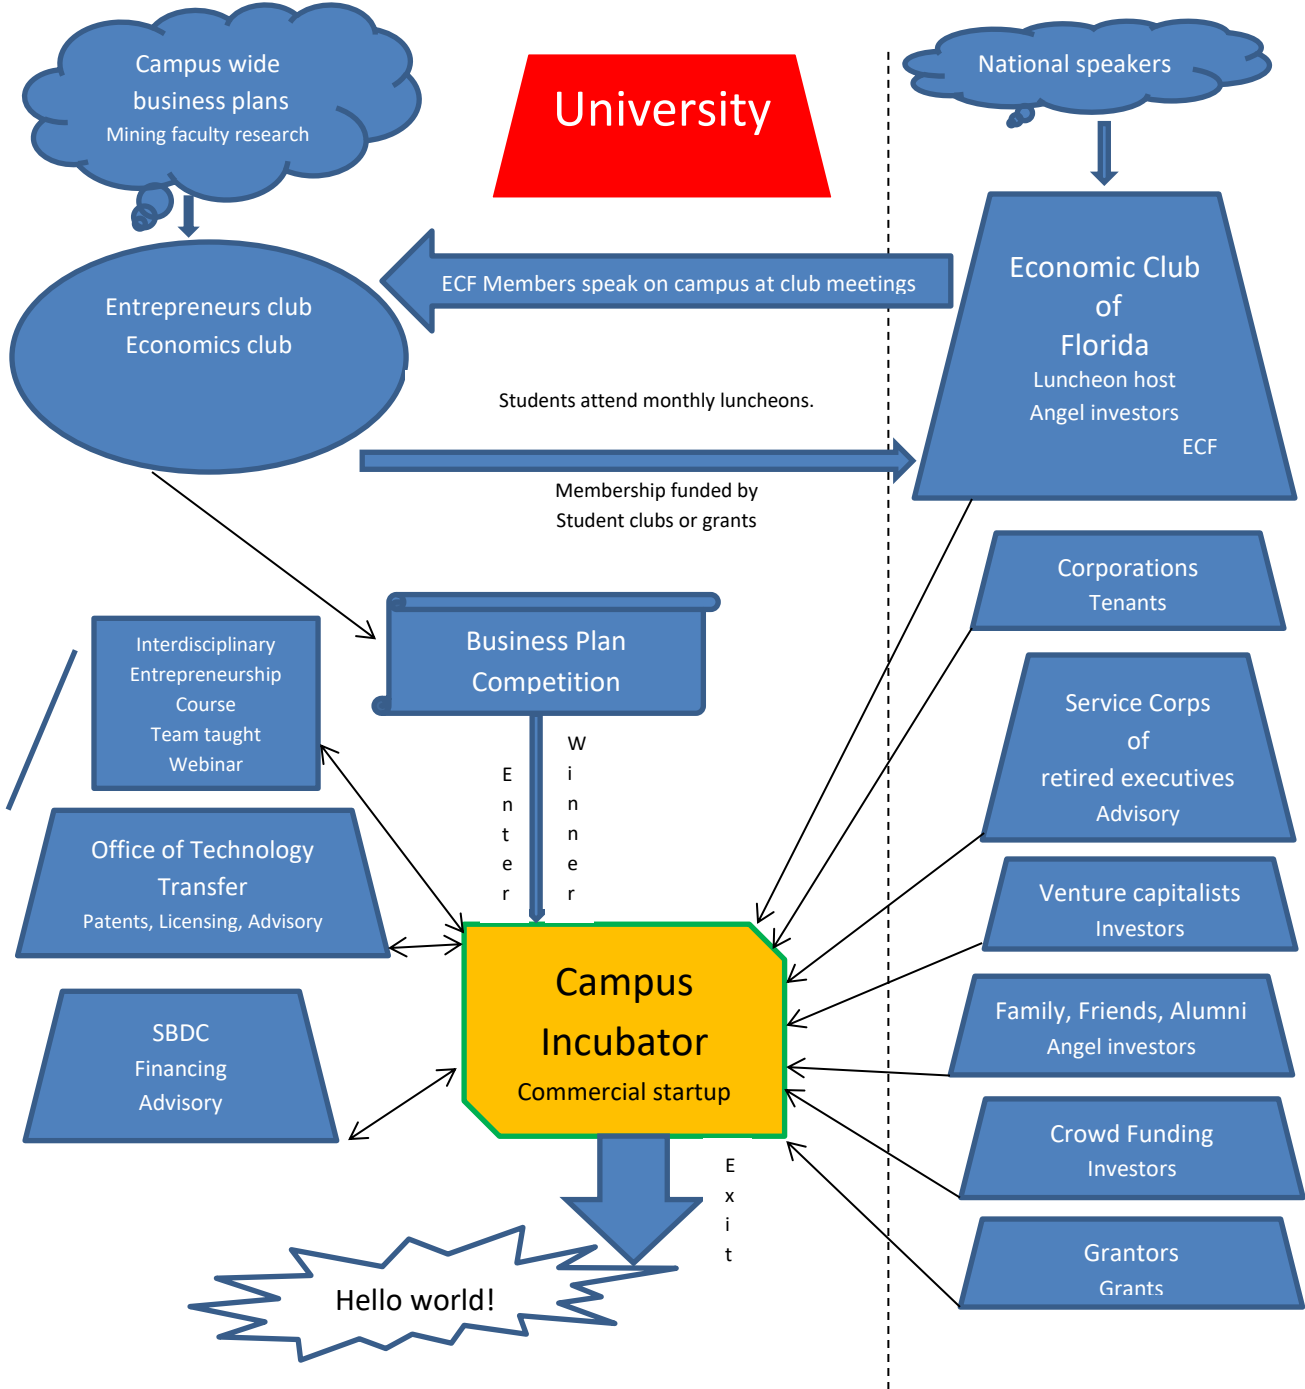 Campus wide
business plans
Mining faculty research
University
National speakers
ECF Members speak on campus at club meetings
Economic Club
of
Florida
Luncheon host
Angel investors
ECF
Entrepreneurs club
Economics club
Students attend monthly luncheons.
Membership funded by
Student clubs or grants
Corporations
Tenants
Business Plan
Competition
Interdisciplinary
Entrepreneurship
Course
Team taught
Webinar
Service Corps
of
retired executives
Advisory
Enter
Winner
Office of Technology
Transfer
Patents, Licensing, Advisory
Venture capitalists
Investors
Campus
Incubator
Commercial startup
SBDC
Financing
Advisory
Family, Friends, Alumni
Angel investors
Crowd Funding
Investors
Exit
Grantors
Grants
Hello world!